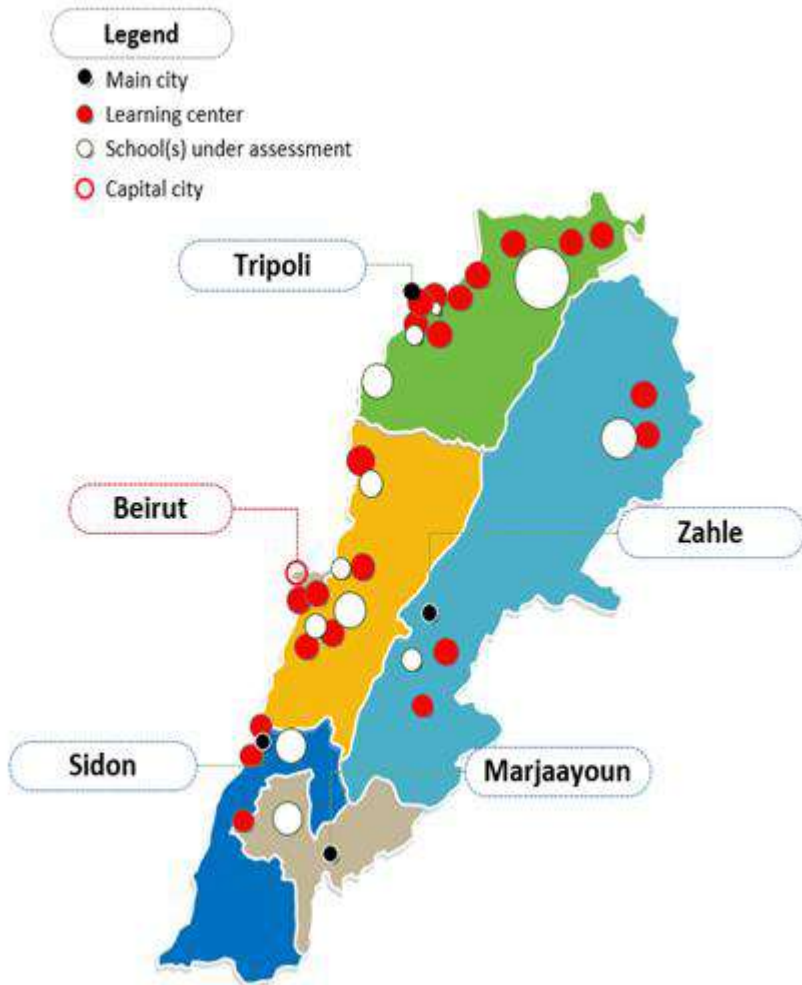 Legend
Main city
Learning center
School(s) under assessment
Capital city
Tripoli
Beirut
Zahle
Sidon
Marjaayoun